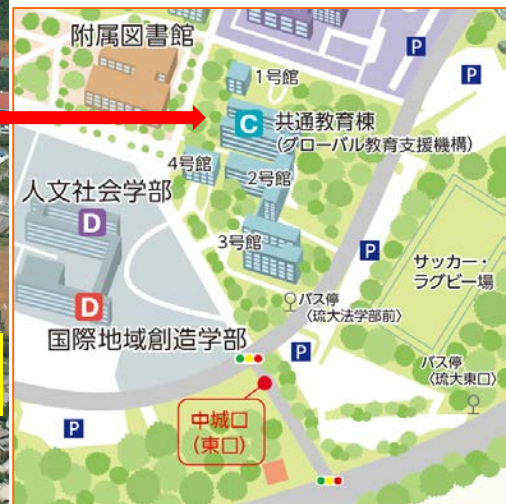 附属図書館
P
P
1号館
C
共通教育棟
(グローバル教育支援機構)
4号館
2号館
人文社会学部
D
3号館
P
サッカー・
ラグビー場
D
バス停
〈琉大法学部前〉
国際地域創造学部
P
バス停
〈琉大東口〉
中城口
(東口)
P